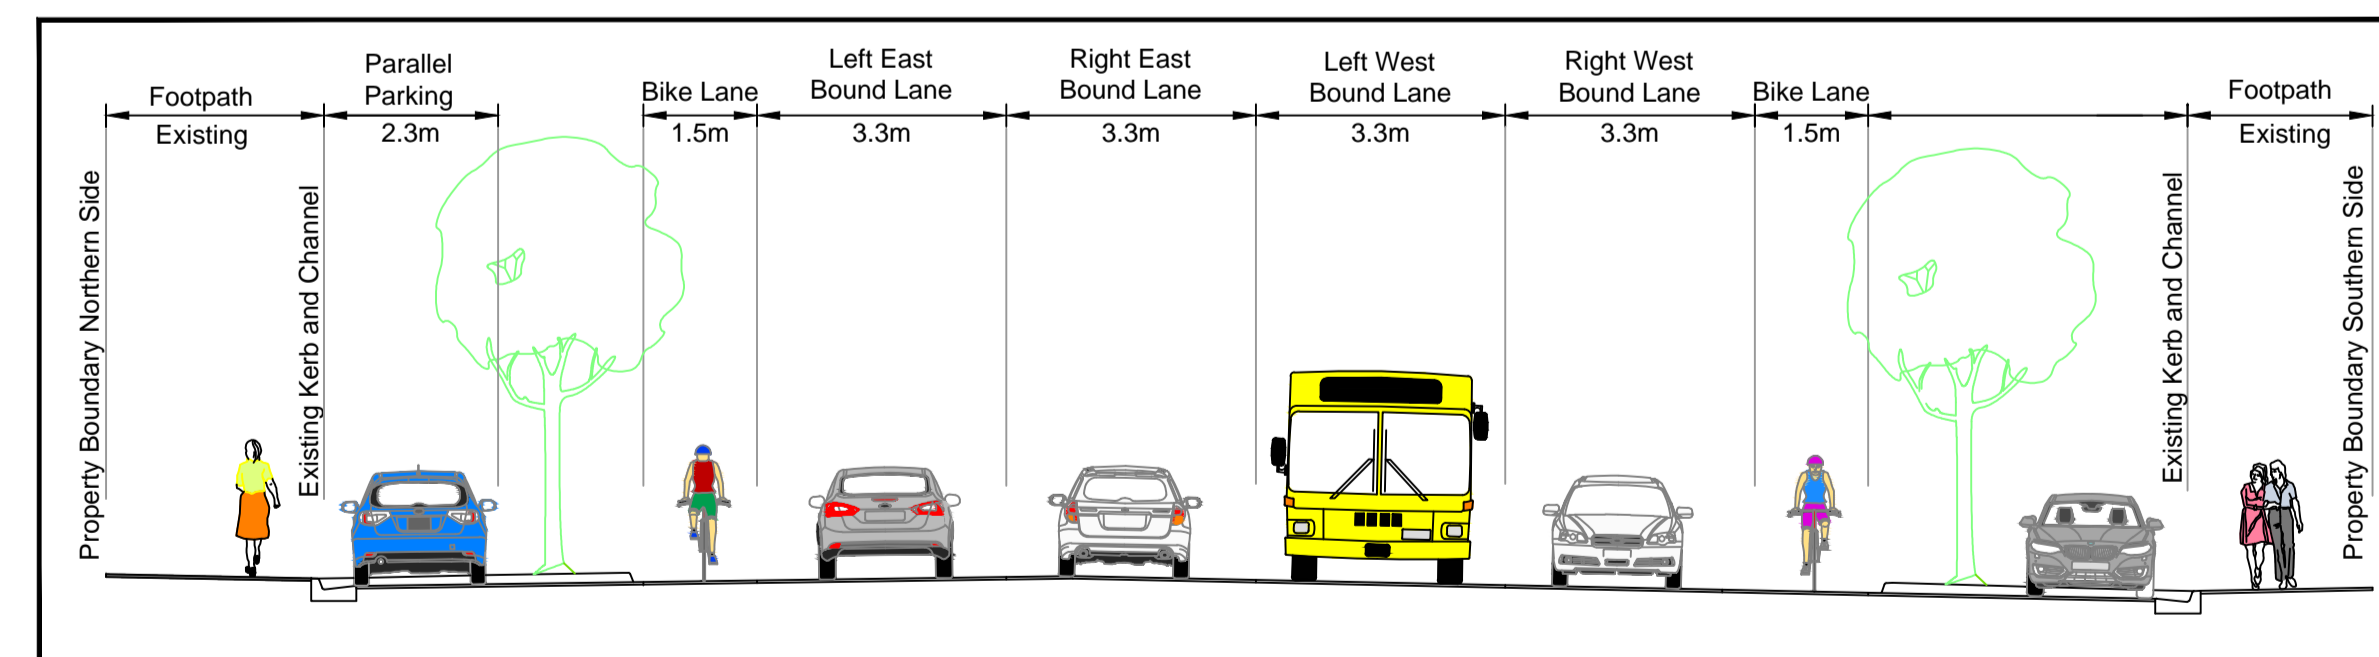 Footpath
Existing
Parallel
Parking
2.3m
Bike Lane
1.5m
Left East
Bound Lane
3.3m
Right East
Bound Lane
3.3m
Left West
Bound Lane
3.3m
Right West
Bound Lane
3.3m
Bike Lane
1.5m
Footpath
Existing
Property Boundary Northern Side
Existing Kerb and Channel
Existing Kerb and Channel
Property Boundary Southern Side